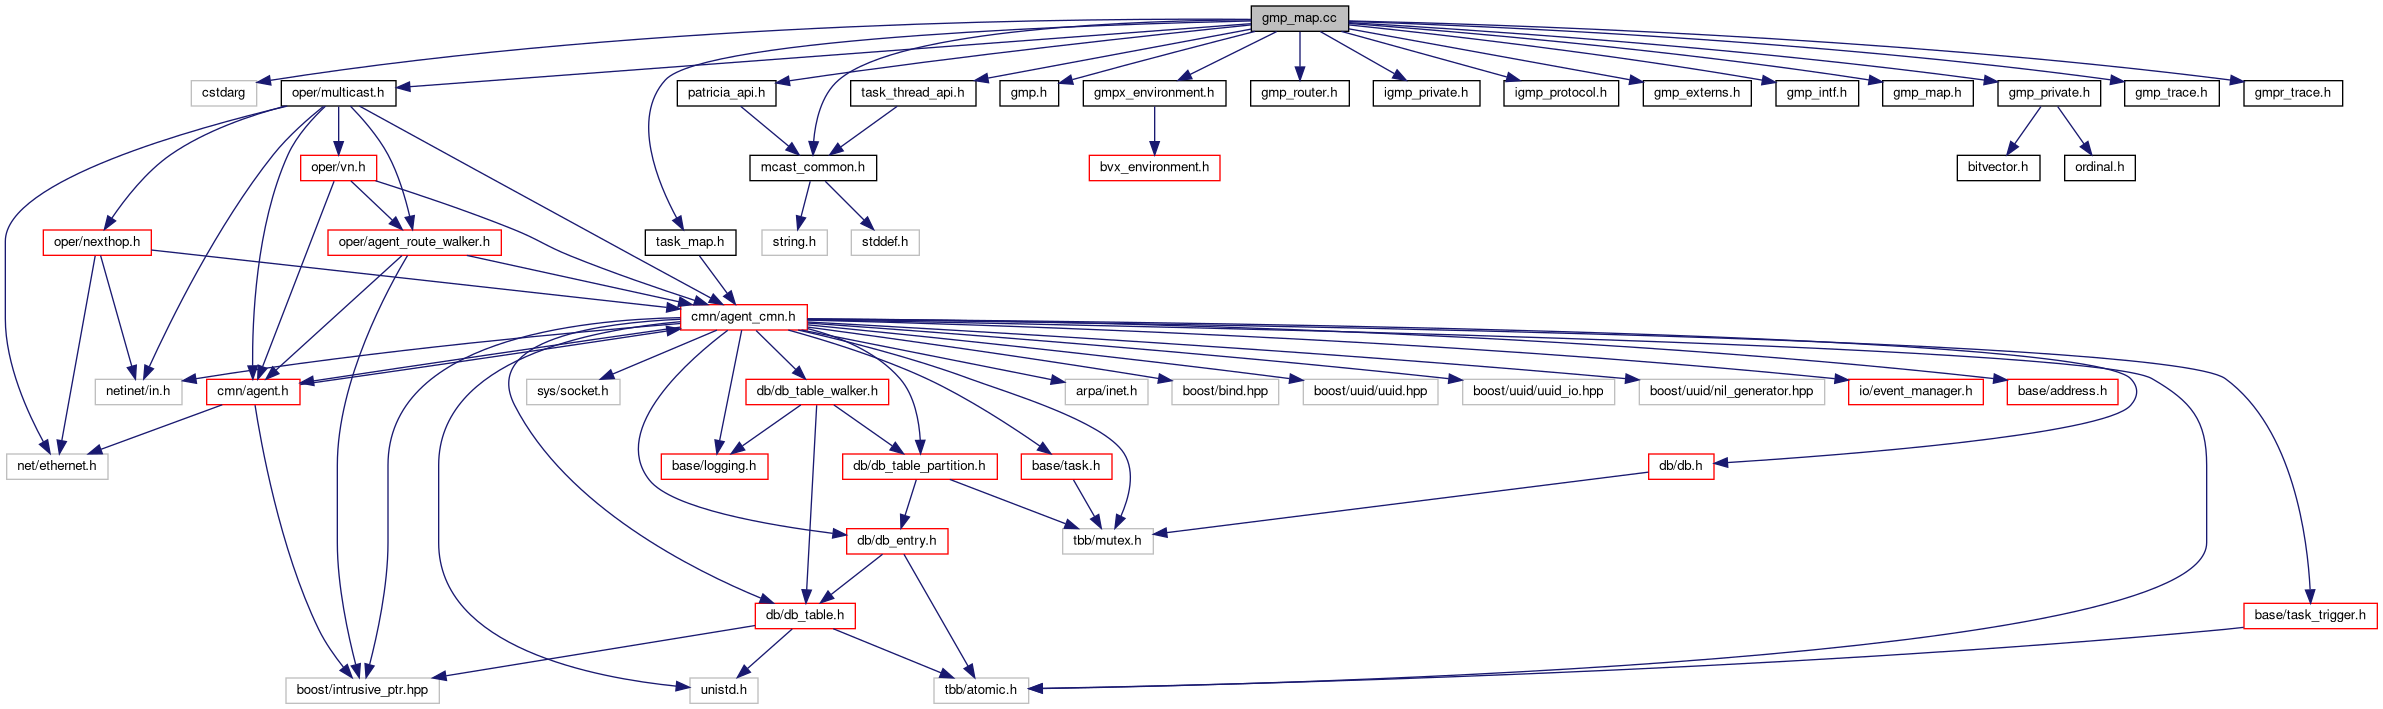 gmp_map.cc
cstdarg
oper/multicast.h
patricia_api.h
task_thread_api.h
gmp.h
gmpx_environment.h
gmp_router.h
igmp_private.h
igmp_protocol.h
gmp_externs.h
gmp_intf.h
gmp_map.h
gmp_private.h
gmp_trace.h
gmpr_trace.h
oper/vn.h
mcast_common.h
bvx_environment.h
bitvector.h
ordinal.h
oper/nexthop.h
oper/agent_route_walker.h
task_map.h
string.h
stddef.h
cmn/agent_cmn.h
netinet/in.h
cmn/agent.h
sys/socket.h
db/db_table_walker.h
arpa/inet.h
boost/bind.hpp
boost/uuid/uuid.hpp
boost/uuid/uuid_io.hpp
boost/uuid/nil_generator.hpp
io/event_manager.h
base/address.h
net/ethernet.h
base/logging.h
db/db_table_partition.h
base/task.h
db/db.h
db/db_entry.h
tbb/mutex.h
db/db_table.h
base/task_trigger.h
boost/intrusive_ptr.hpp
unistd.h
tbb/atomic.h